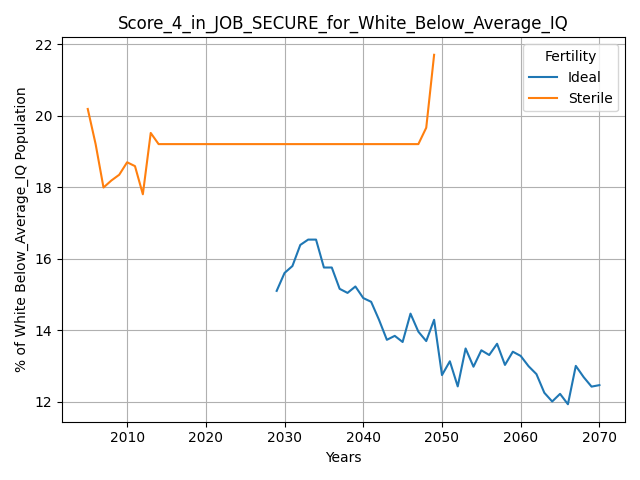 Score_4_in_JOB_SECURE_for_White_Below_Average_IQ
% of White Below_Average_IQ Population
22
20
18
16
14
12
Fertility
Ideal
Sterile
2010 2020 2030 2040 2050 2060 2070
Years